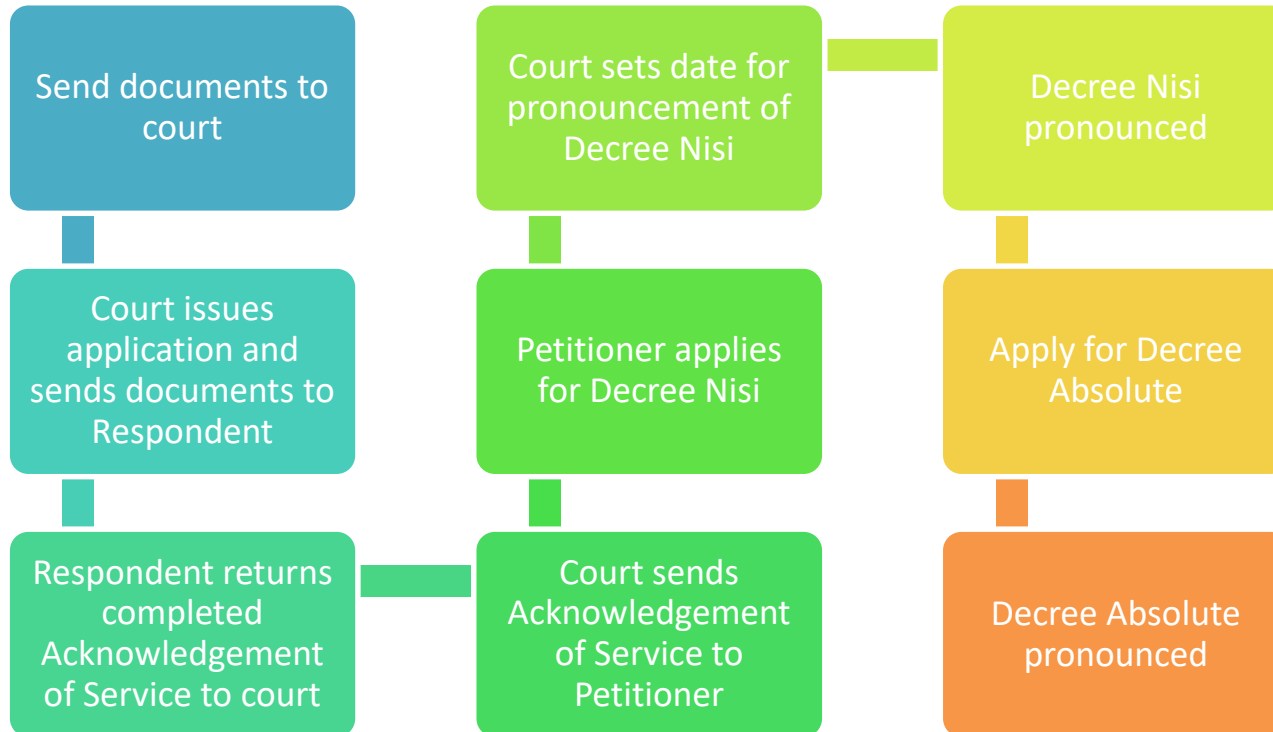 Send documents to
court
Court issues
application and
sends documents to
Respondent
Respondent returns
completed
Acknowledgement
of Service to court
Court sends
Acknowledgement
of Service to
Petitioner
Petitioner applies
for Decree Nisi
Court sets date for
pronouncement of
Decree Nisi
Decree Nisi
pronounced
Apply for Decree
Absolute
Decree Absolute
pronounced